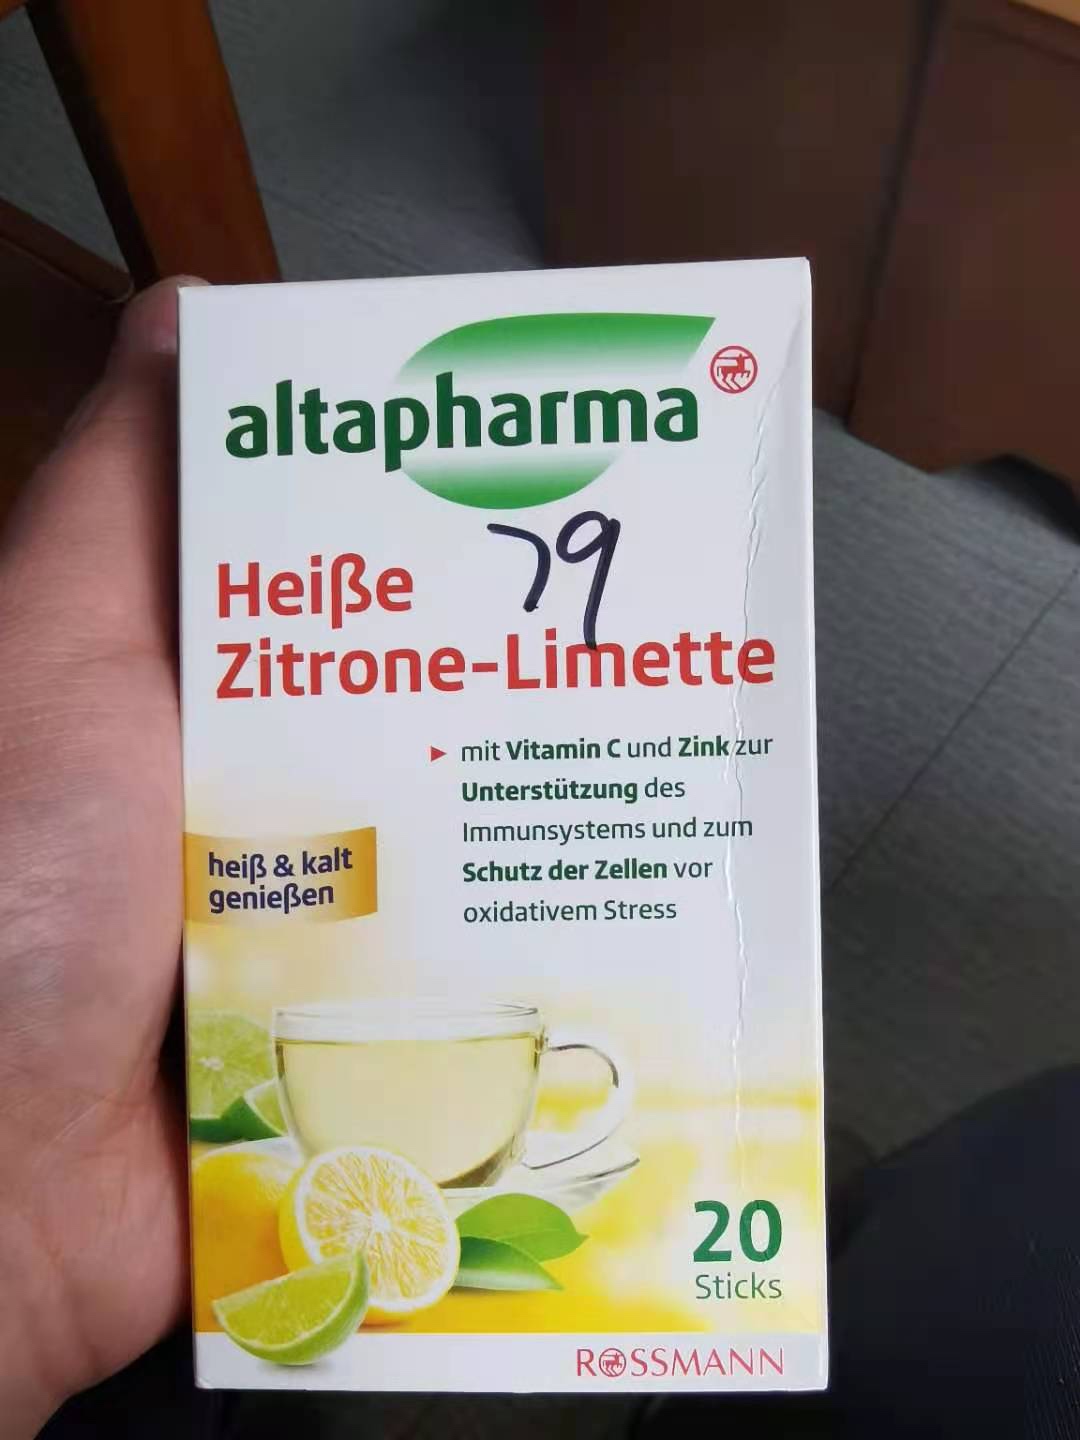 altapharma
79
Heiße
Zitrone-Limette
mit Vitamin C und Zink zur
Unterstützung des
Immunsystems und zum
Schutz der Zellen vor
oxidativem Stress
heiß & kalt
genießen
20
Sticks
ROSSMANN